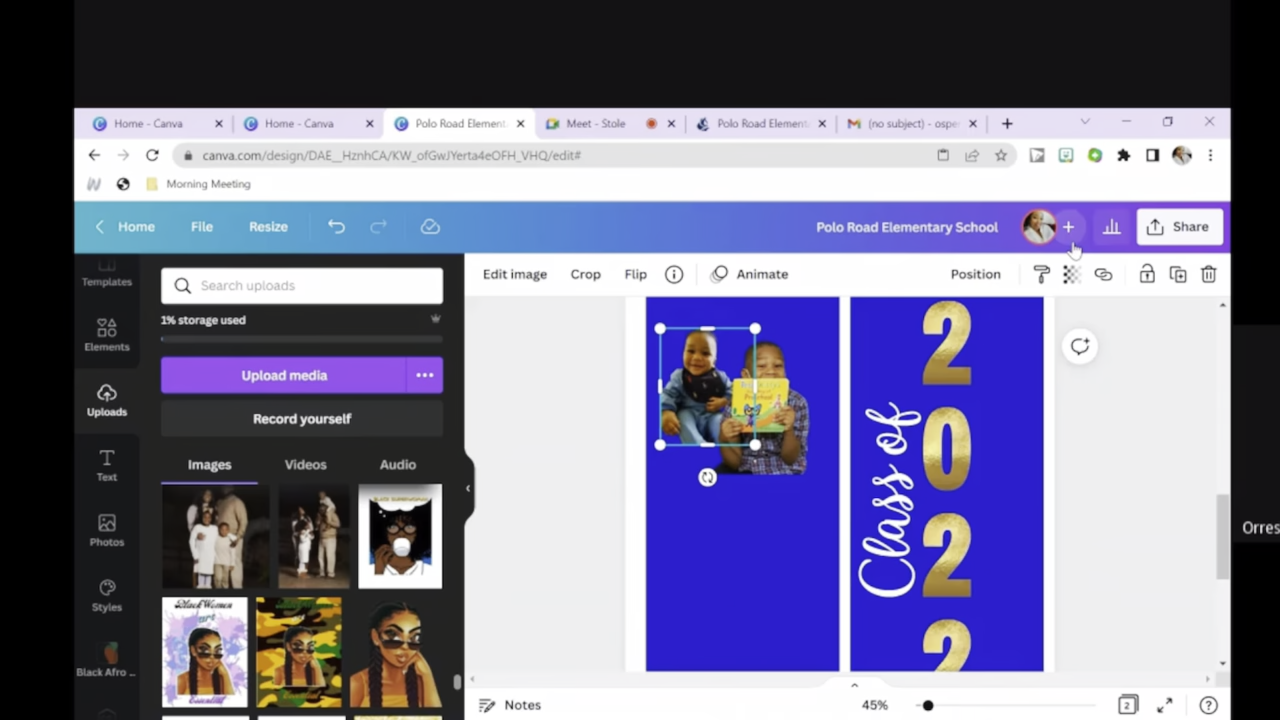 Home - Canva
Home - Canva
Polo Road Element
Meet - Stole
Polo Road Element
(no subject) - ospe
canva.com/design/DAE__HznhCA/KW_ofGwJYerta4eOFH_VHQ/edit#
Morning Meeting
Home File Resize Polo Road Elementary School Share
Templates
Elements
Uploads
Text
Photos
Styles
Black Afro ...
Search uploads
1% storage used
Upload media
Record yourself
Images Videos Audio
Edit image Crop Flip Animate Position
Class of
2
0
2
2
Notes 45% 2
Orres